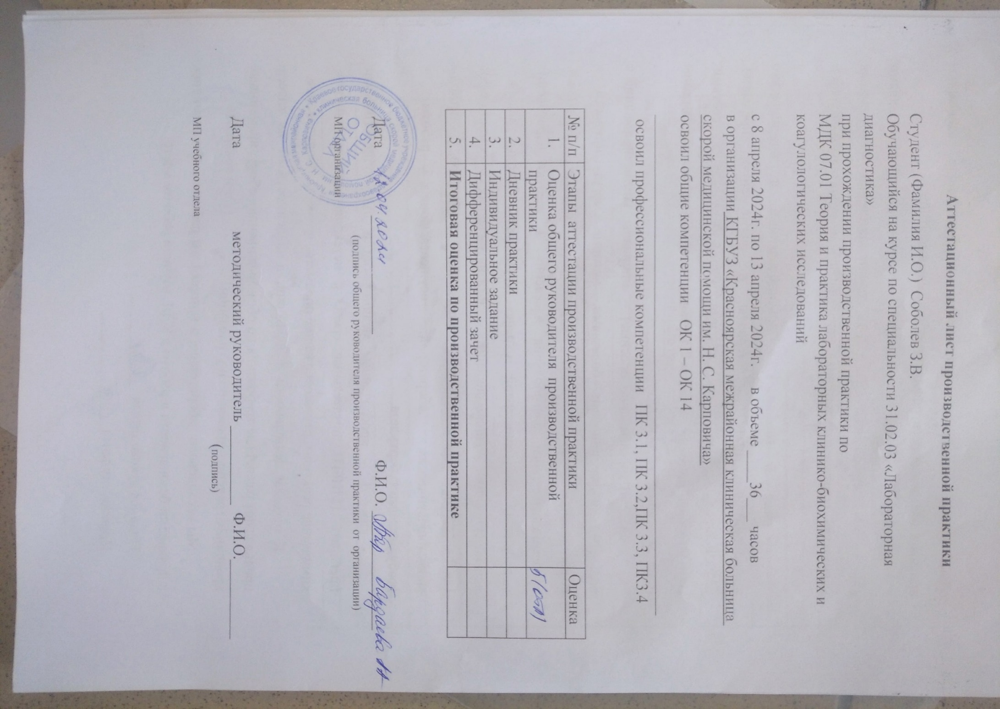 Аттестационный лист производственной практики
Студент (Фамилия И.О.) Соболев З.В.
Обучающийся на курсе по специальности 31.02.03 «Лабораторная
диагностика»
при прохождении производственной практики по
МДК 07.01 Теория и практика лабораторных клинико-биохимических и
коагулологических исследований
с 8 апреля 2024г. по 13 апреля 2024г. в объеме ____36___ часов
в организации КГБУЗ «Красноярская межрайонная клиническая больница
скорой медицинской помощи им. Н. С. Карповича»
освоил общие компетенции ОК 1 – ОК 14
освоил профессиональные компетенции ПК 3.1, ПК 3.2,ПК 3.3, ПК3.4
№ п/п Этапы аттестации производственной практики Оценка
1. Оценка общего руководителя производственной
практики 5(отл)
2. Дневник практики
3. Индивидуальное задание
4. Дифференцированный зачет
5. Итоговая оценка по производственной практике
Дата .04.2024 Ф.И.О. Бардаева
(подпись общего руководителя производственной практики от организации)
МП организации
Краевое государственное бюджетное учреждение здравоохранения
клиническая больница скорой медицинской помощи им. Н. С. Карповича
ОБЩИЙ
ОТДЕЛ
Дата методический руководитель __________ Ф.И.О. __________
(подпись)
МП учебного отдела